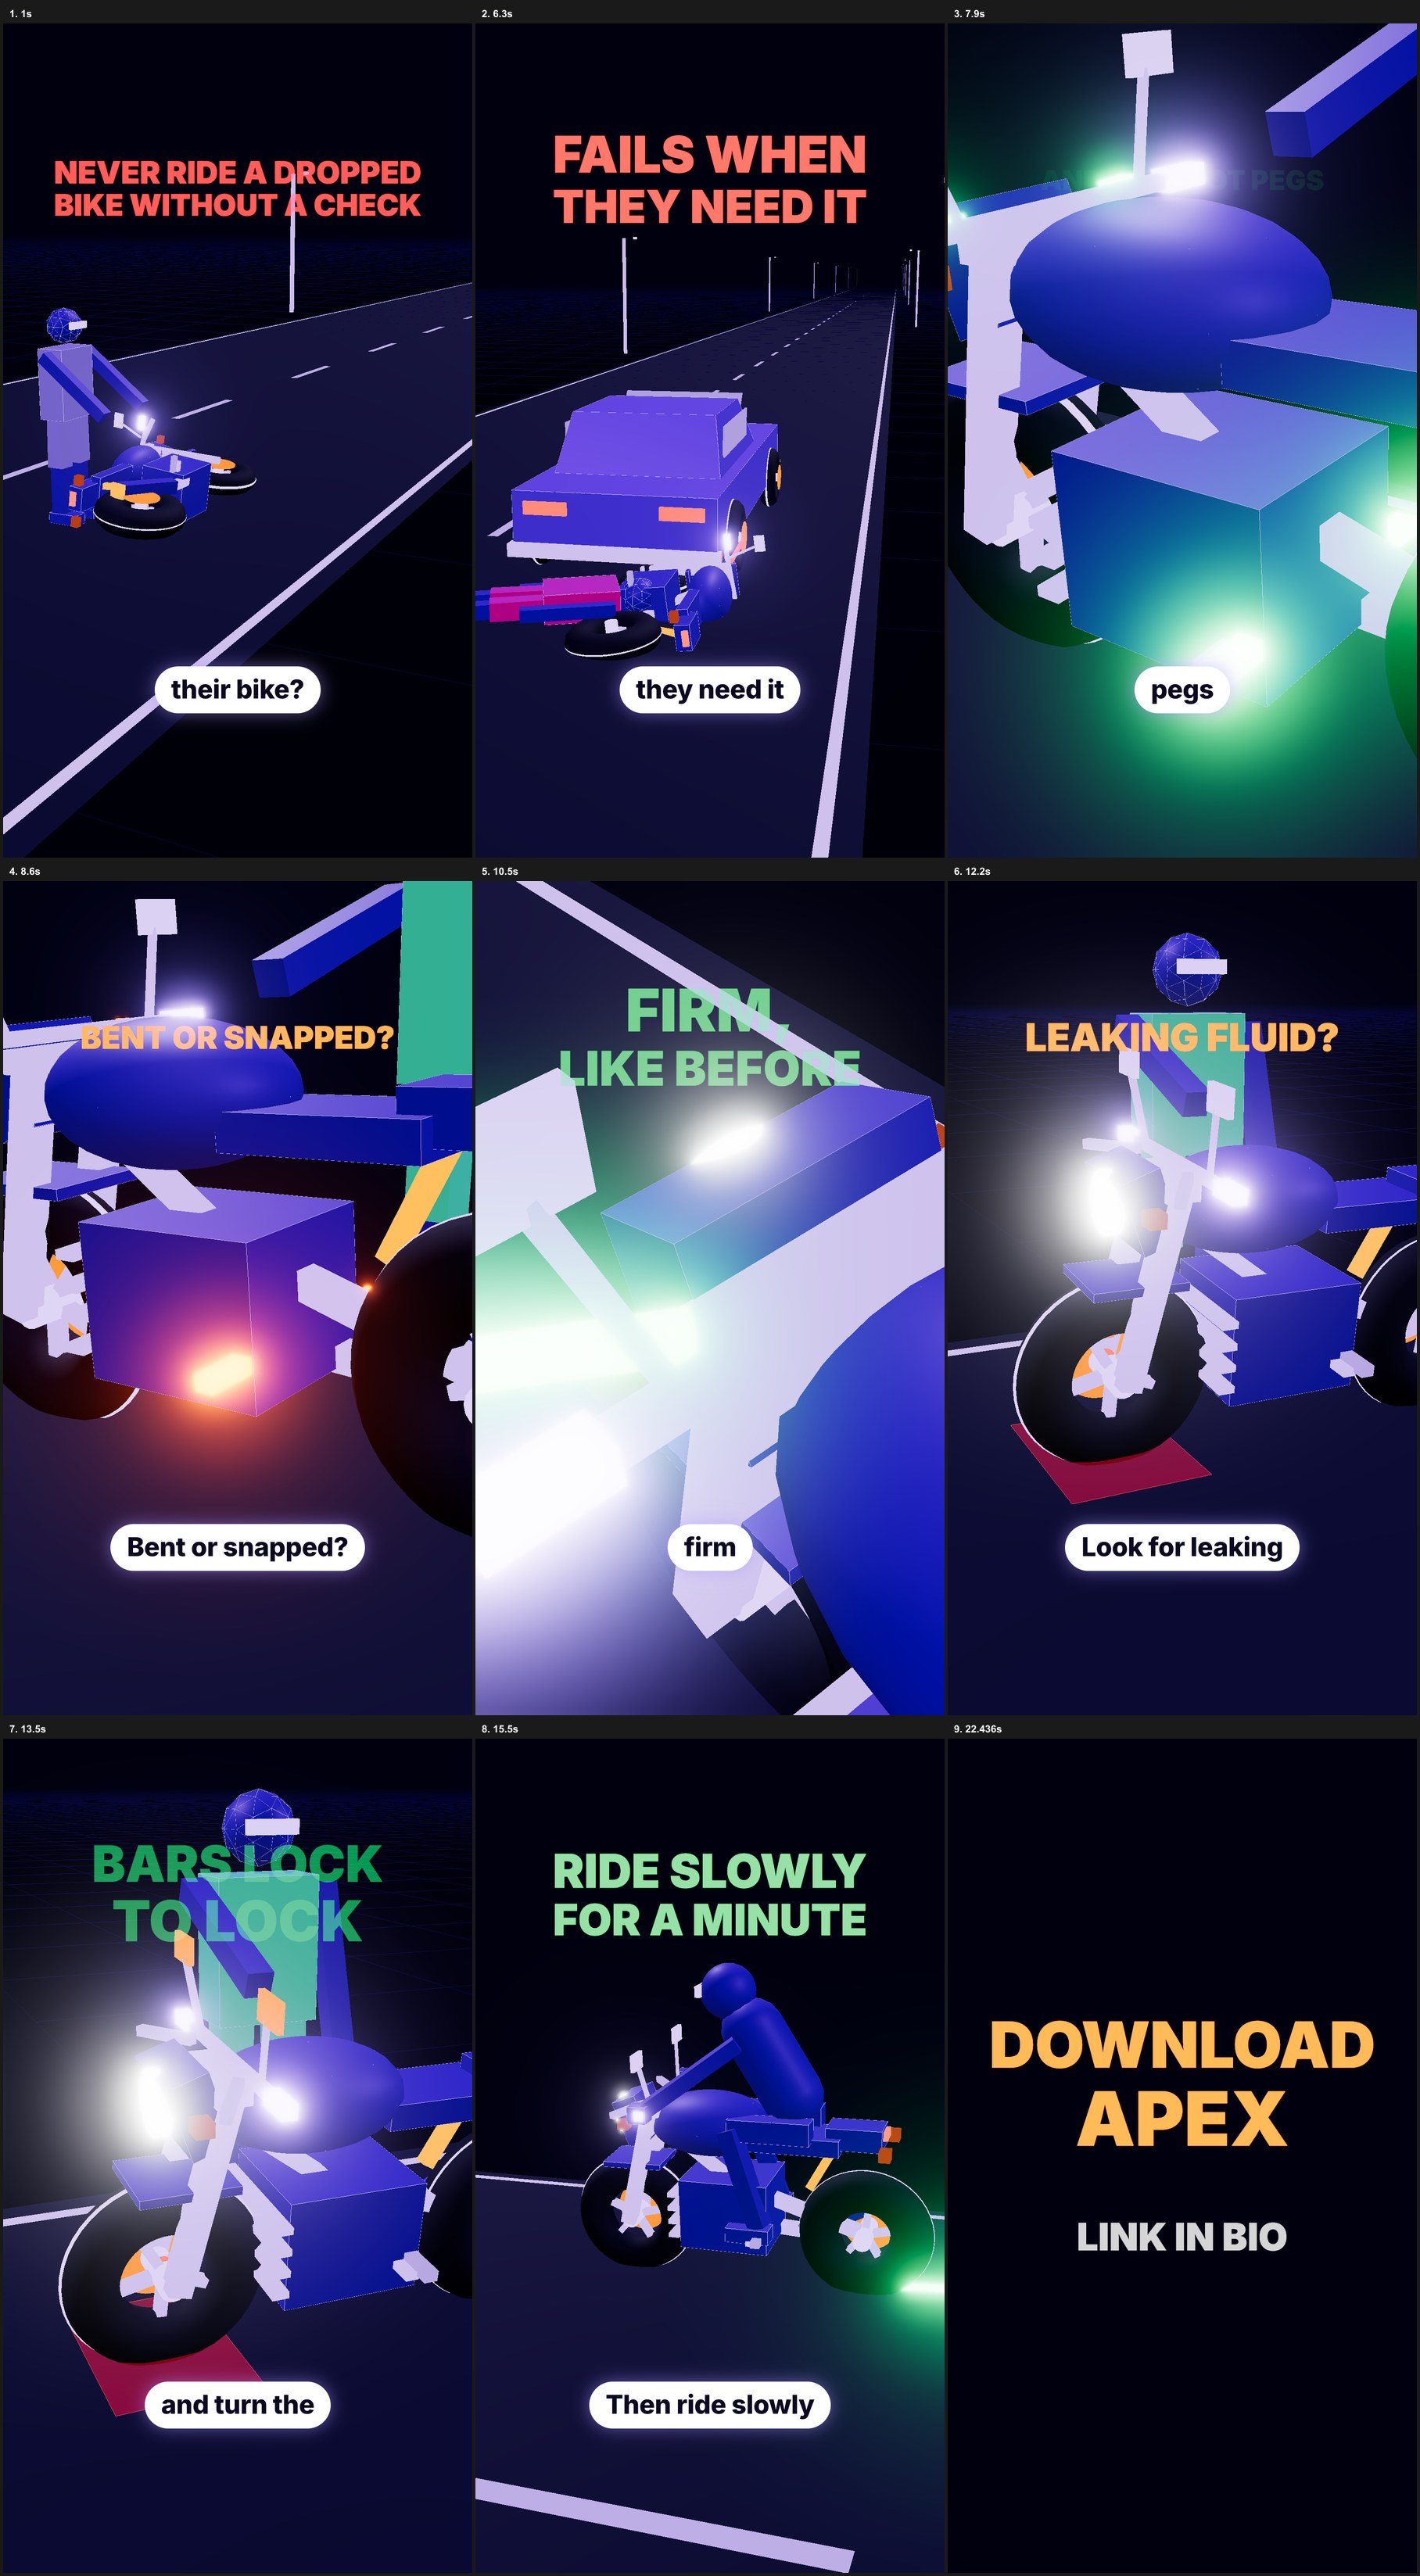 1. 1s
NEVER RIDE A DROPPED
BIKE WITHOUT A CHECK
their bike?
2. 6.3s
FAILS WHEN
THEY NEED IT
they need it
3. 7.9s
PEGS
pegs
4. 8.6s
BENT OR SNAPPED?
Bent or snapped?
5. 10.5s
FIRM,
LIKE BEFORE
firm
6. 12.2s
LEAKING FLUID?
Look for leaking
7. 13.5s
BARS LOCK
TO LOCK
and turn the
8. 15.5s
RIDE SLOWLY
FOR A MINUTE
Then ride slowly
9. 22.436s
DOWNLOAD
APEX
LINK IN BIO